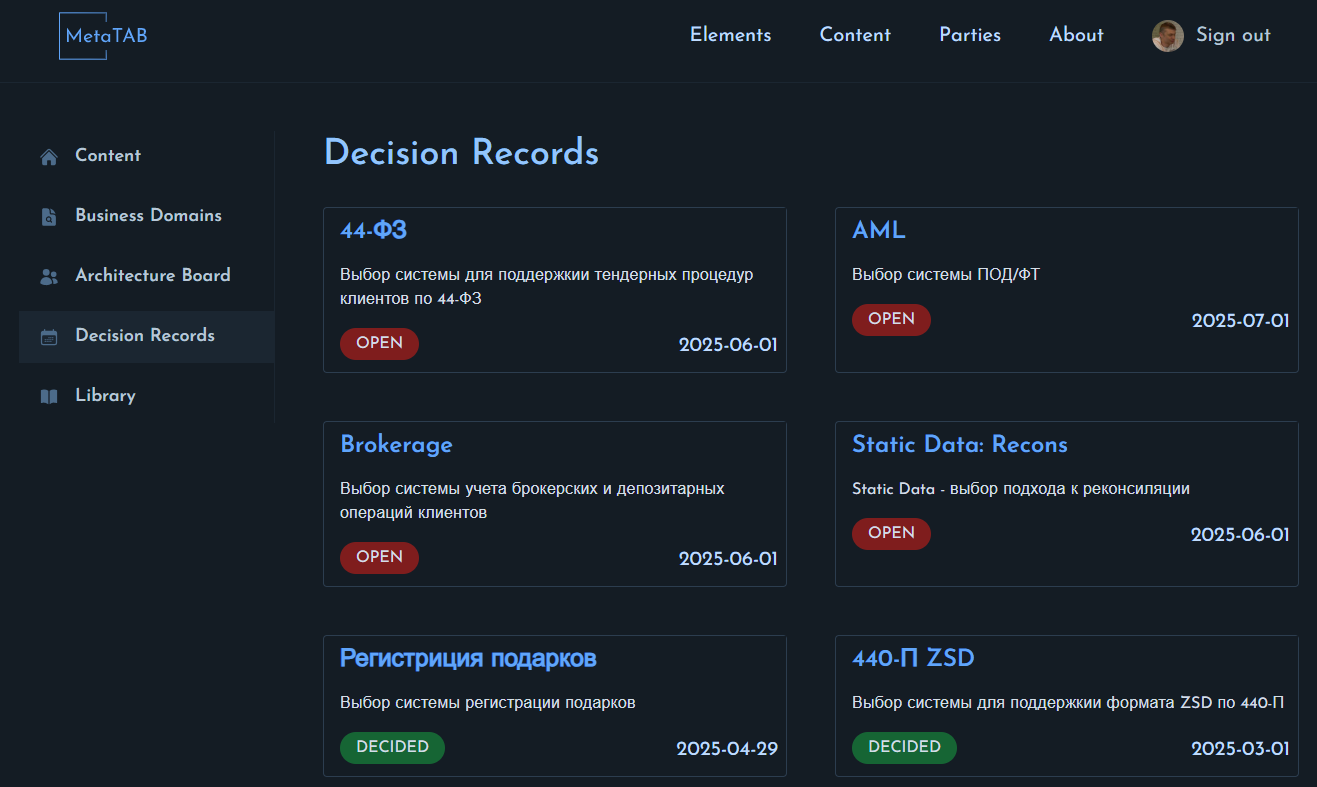 MetaTAB
Elements Content Parties About Sign out
Content
Business Domains
Architecture Board
Decision Records
Library
Decision Records
44-ФЗ
Выбор системы для поддержкии тендерных процедур
клиентов по 44-ФЗ
OPEN 2025-06-01
AML
Выбор системы ПОД/ФТ
OPEN 2025-07-01
Brokerage
Выбор системы учета брокерских и депозитарных
операций клиентов
OPEN 2025-06-01
Static Data: Recons
Static Data - выбор подхода к реконсиляции
OPEN 2025-06-01
Регистриция подарков
Выбор системы регистрации подарков
DECIDED 2025-04-29
440-П ZSD
Выбор системы для поддержкии формата ZSD по 440-П
DECIDED 2025-03-01